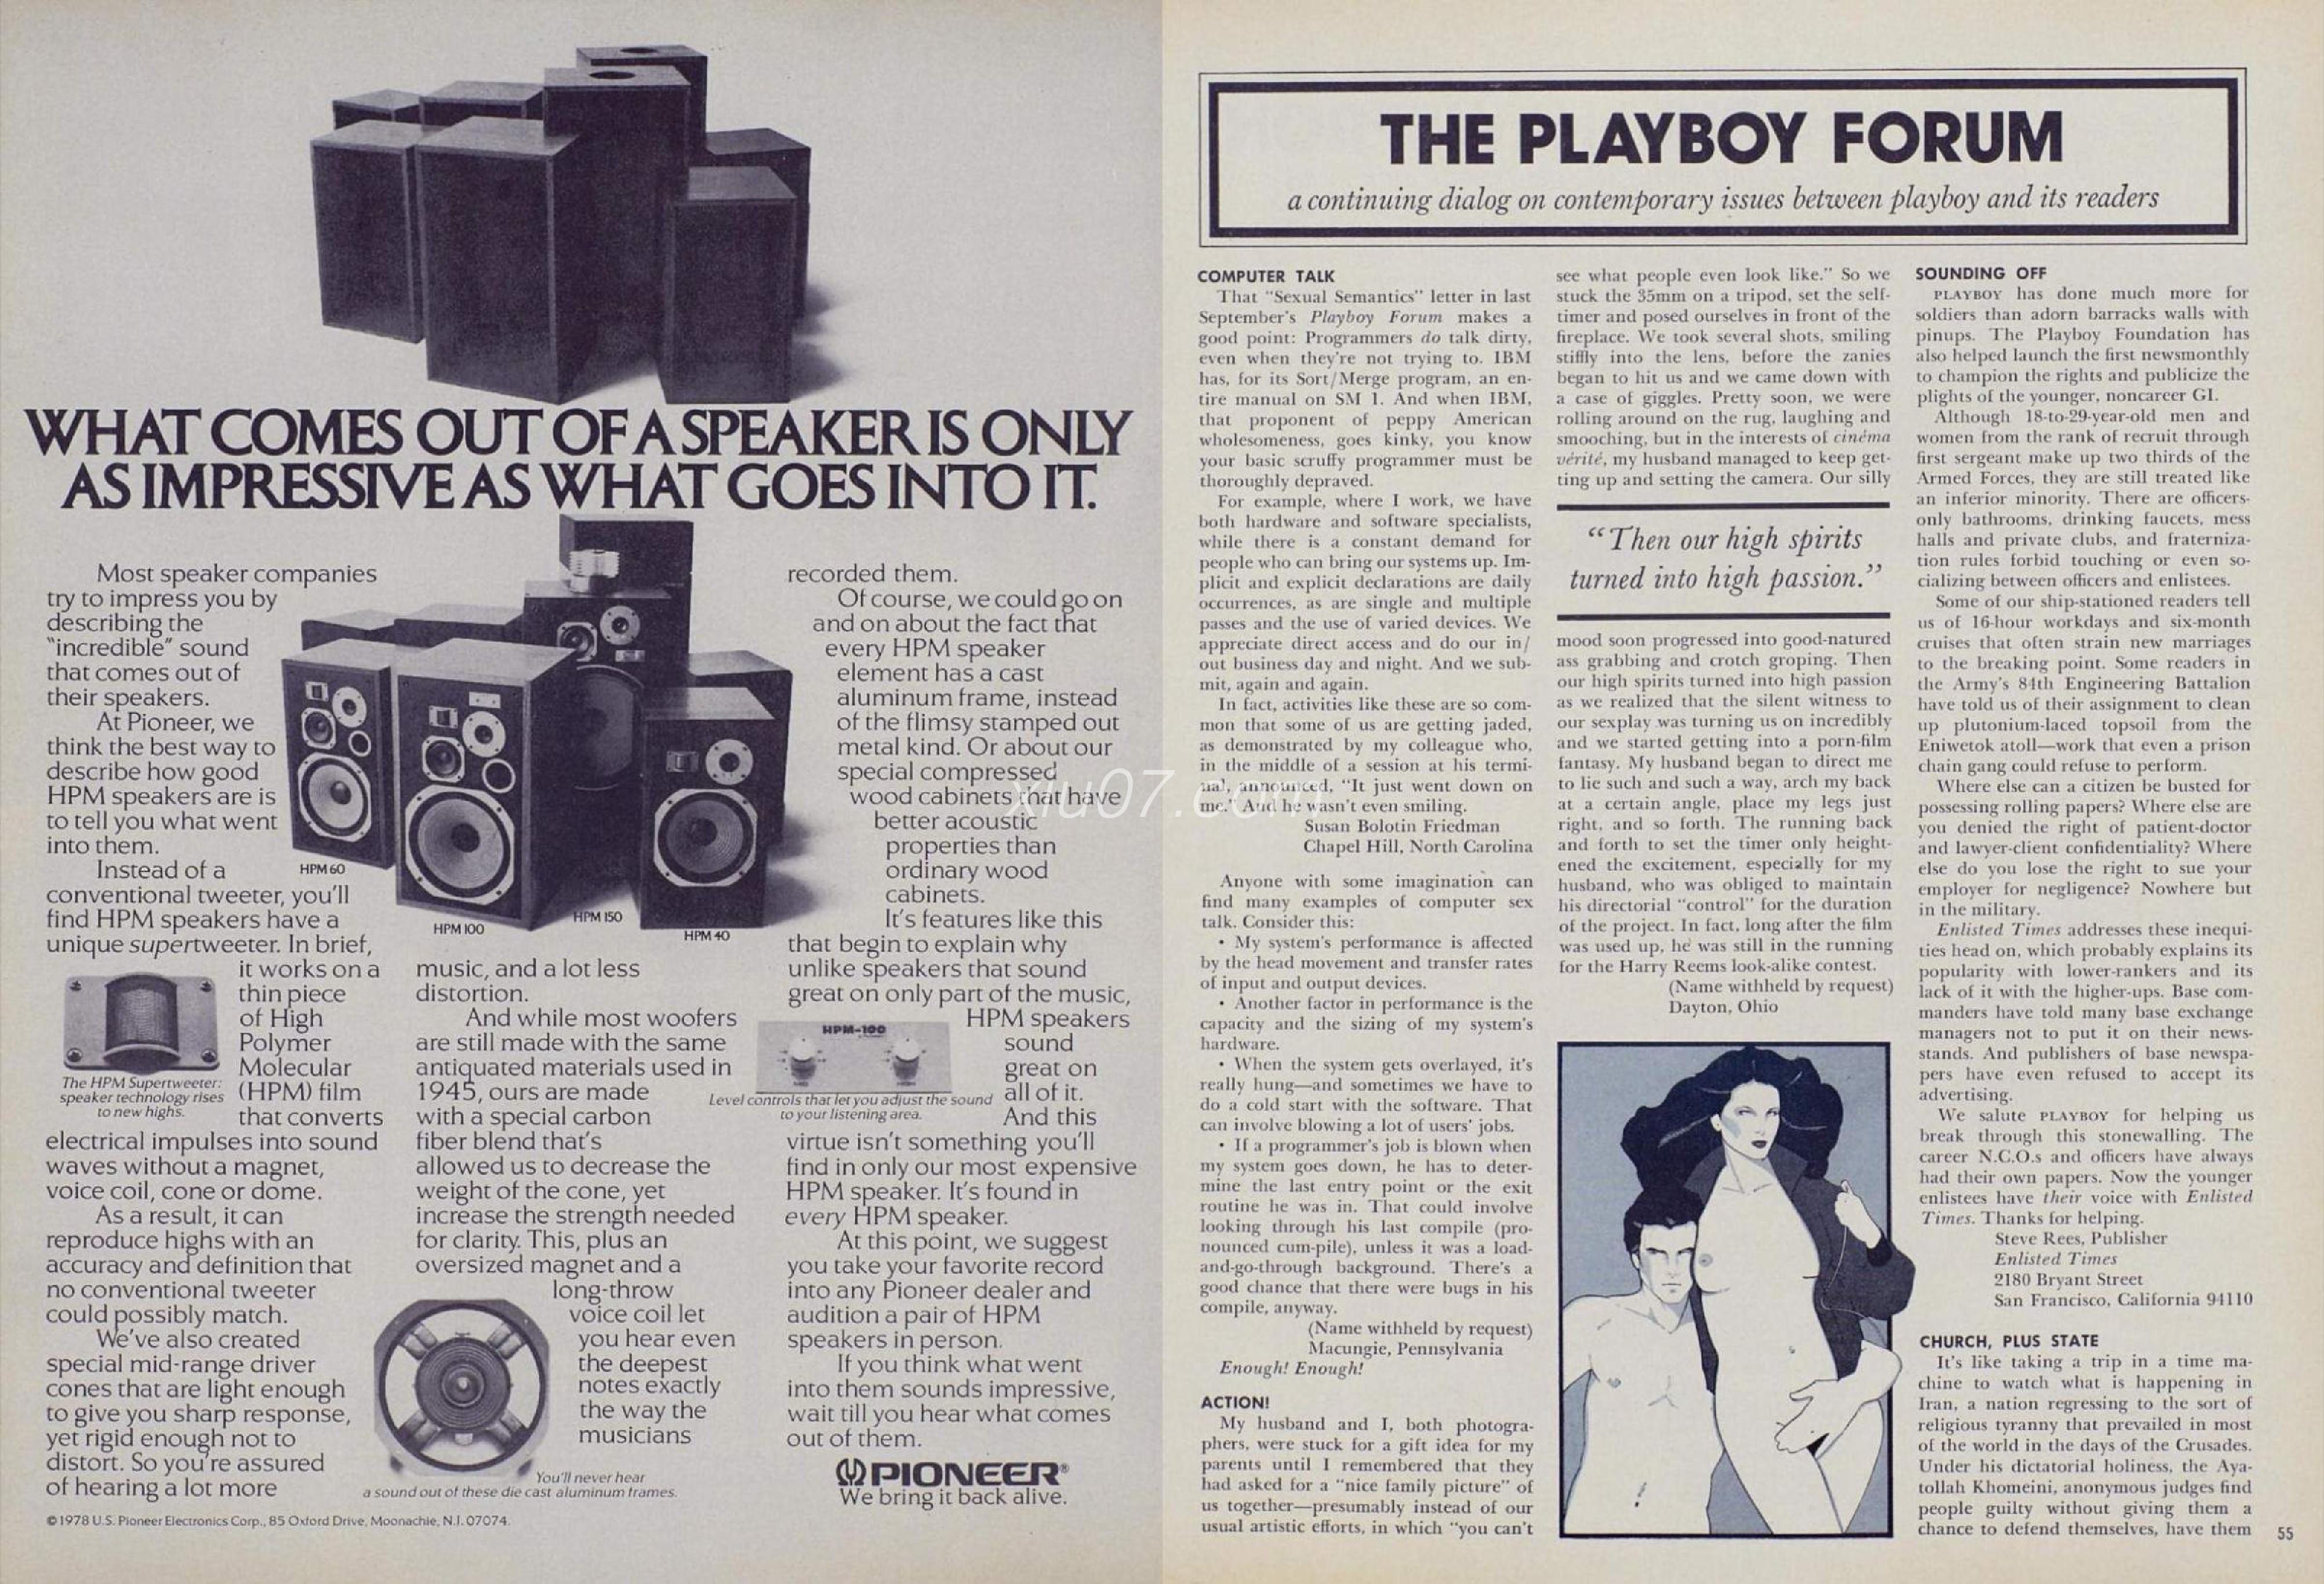 WHAT COMES OUT OF A SPEAKER IS ONLY
AS IMPRESSIVE AS WHAT GOES INTO IT.
Most speaker companies
try to impress you by
describing the
"incredible" sound
that comes out of
their speakers.
At Pioneer, we
think the best way to
describe how good
HPM speakers are is
to tell you what went
into them.
Instead of a
conventional tweeter, you'll
find HPM speakers have a
unique supertweeter. In brief,
it works on a
thin piece
of High
Polymer
Molecular
(HPM) film
that converts
electrical impulses into sound
waves without a magnet,
voice coil, cone or dome.
As a result, it can
reproduce highs with an
accuracy and definition that
no conventional tweeter
could possibly match.
We've also created
special mid-range driver
cones that are light enough
to give you sharp response,
yet rigid enough not to
distort. So you're assured
of hearing a lot more
The HPM Supertweeter:
speaker technology rises
to new highs.
HPM 60
HPM 100
HPM 150
HPM 40
music, and a lot less
distortion.
And while most woofers
are still made with the same
antiquated materials used in
1945, ours are made
with a special carbon
fiber blend that's
allowed us to decrease the
weight of the cone, yet
increase the strength needed
for clarity. This, plus an
oversized magnet and a
long-throw
voice coil let
you hear even
the deepest
notes exactly
the way the
musicians
You'll never hear
a sound out of these die cast aluminum frames.
recorded them.
Of course, we could go on
and on about the fact that
every HPM speaker
element has a cast
aluminum frame, instead
of the flimsy stamped out
metal kind. Or about our
special compressed
wood cabinets that have
better acoustic
properties than
ordinary wood
cabinets.
It's features like this
that begin to explain why
unlike speakers that sound
great on only part of the music,
HPM speakers
sound
great on
all of it.
And this
HPM-100
Level controls that let you adjust the sound
to your listening area.
virtue isn't something you'll
find in only our most expensive
HPM speaker. It's found in
every HPM speaker.
At this point, we suggest
you take your favorite record
into any Pioneer dealer and
audition a pair of HPM
speakers in person.
If you think what went
into them sounds impressive,
wait till you hear what comes
out of them.
PIONEER®
We bring it back alive.
©1978 U.S. Pioneer Electronics Corp., 85 Oxford Drive, Moonachie, N.J. 07074.
xiu07.com
THE PLAYBOY FORUM
a continuing dialog on contemporary issues between playboy and its readers
COMPUTER TALK
That "Sexual Semantics" letter in last
September's Playboy Forum makes a
good point: Programmers do talk dirty,
even when they're not trying to. IBM
has, for its Sort/Merge program, an en-
tire manual on SM 1. And when IBM,
that proponent of peppy American
wholesomeness, goes kinky, you know
your basic scruffy programmer must be
thoroughly depraved.
For example, where I work, we have
both hardware and software specialists,
while there is a constant demand for
people who can bring our systems up. Im-
plicit and explicit declarations are daily
occurrences, as are single and multiple
passes and the use of varied devices. We
appreciate direct access and do our in/
out business day and night. And we sub-
mit, again and again.
In fact, activities like these are so com-
mon that some of us are getting jaded,
as demonstrated by my colleague who,
in the middle of a session at his termi-
nal, announced, "It just went down on
me." And he wasn't even smiling.
Susan Bolotin Friedman
Chapel Hill, North Carolina
Anyone with some imagination can
find many examples of computer sex
talk. Consider this:
• My system's performance is affected
by the head movement and transfer rates
of input and output devices.
• Another factor in performance is the
capacity and the sizing of my system's
hardware.
• When the system gets overlayed, it's
really hung—and sometimes we have to
do a cold start with the software. That
can involve blowing a lot of users' jobs.
• If a programmer's job is blown when
my system goes down, he has to deter-
mine the last entry point or the exit
routine he was in. That could involve
looking through his last compile (pro-
nounced cum-pile), unless it was a load-
and-go-through background. There's a
good chance that there were bugs in his
compile, anyway.
(Name withheld by request)
Macungie, Pennsylvania
Enough! Enough!
ACTION!
My husband and I, both photogra-
phers, were stuck for a gift idea for my
parents until I remembered that they
had asked for a "nice family picture" of
us together—presumably instead of our
usual artistic efforts, in which "you can't
see what people even look like." So we
stuck the 35mm on a tripod, set the self-
timer and posed ourselves in front of the
fireplace. We took several shots, smiling
stiffly into the lens, before the zanies
began to hit us and we came down with
a case of giggles. Pretty soon, we were
rolling around on the rug, laughing and
smooching, but in the interests of cinéma
vérité, my husband managed to keep get-
ting up and setting the camera. Our silly
"Then our high spirits
turned into high passion."
mood soon progressed into good-natured
ass grabbing and crotch groping. Then
our high spirits turned into high passion
as we realized that the silent witness to
our sexplay was turning us on incredibly
and we started getting into a porn-film
fantasy. My husband began to direct me
to lie such and such a way, arch my back
at a certain angle, place my legs just
right, and so forth. The running back
and forth to set the timer only height-
ened the excitement, especially for my
husband, who was obliged to maintain
his directorial "control" for the duration
of the project. In fact, long after the film
was used up, he was still in the running
for the Harry Reems look-alike contest.
(Name withheld by request)
Dayton, Ohio
SOUNDING OFF
PLAYBOY has done much more for
soldiers than adorn barracks walls with
pinups. The Playboy Foundation has
also helped launch the first newsmonthly
to champion the rights and publicize the
plights of the younger, noncareer GI.
Although 18-to-29-year-old men and
women from the rank of recruit through
first sergeant make up two thirds of the
Armed Forces, they are still treated like
an inferior minority. There are officers-
only bathrooms, drinking faucets, mess
halls and private clubs, and fraterniza-
tion rules forbid touching or even so-
cializing between officers and enlistees.
Some of our ship-stationed readers tell
us of 16-hour workdays and six-month
cruises that often strain new marriages
to the breaking point. Some readers in
the Army's 84th Engineering Battalion
have told us of their assignment to clean
up plutonium-laced topsoil from the
Eniwetok atoll—work that even a prison
chain gang could refuse to perform.
Where else can a citizen be busted for
possessing rolling papers? Where else are
you denied the right of patient-doctor
and lawyer-client confidentiality? Where
else do you lose the right to sue your
employer for negligence? Nowhere but
in the military.
Enlisted Times addresses these inequi-
ties head on, which probably explains its
popularity with lower-rankers and its
lack of it with the higher-ups. Base com-
manders have told many base exchange
managers not to put it on their news-
stands. And publishers of base newspa-
pers have even refused to accept its
advertising.
We salute PLAYBOY for helping us
break through this stonewalling. The
career N.C.O.s and officers have always
had their own papers. Now the younger
enlistees have their voice with Enlisted
Times. Thanks for helping.
Steve Rees, Publisher
Enlisted Times
2180 Bryant Street
San Francisco, California 94110
CHURCH, PLUS STATE
It's like taking a trip in a time ma-
chine to watch what is happening in
Iran, a nation regressing to the sort of
religious tyranny that prevailed in most
of the world in the days of the Crusades.
Under his dictatorial holiness, the Aya-
tollah Khomeini, anonymous judges find
people guilty without giving them a
chance to defend themselves, have them
55